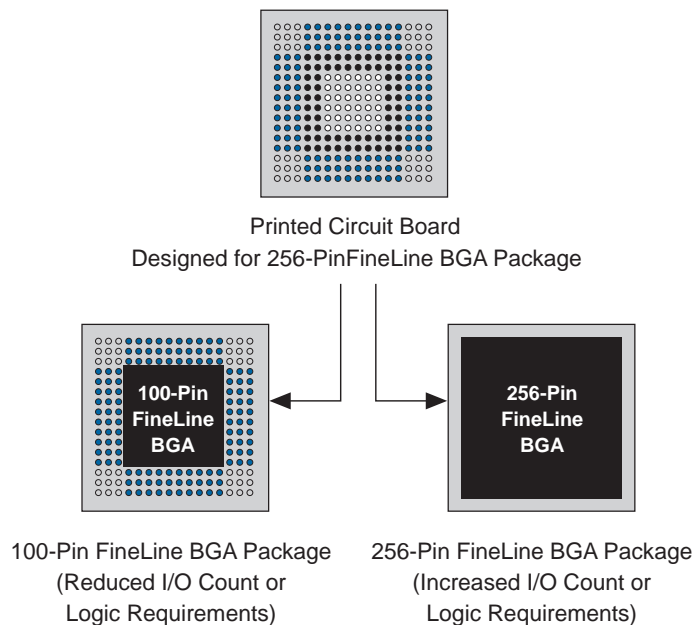 Printed Circuit Board
Designed for 256-PinFineLine BGA Package
100-Pin
FineLine
BGA
256-Pin
FineLine
BGA
100-Pin FineLine BGA Package
(Reduced I/O Count or
Logic Requirements)
256-Pin FineLine BGA Package
(Increased I/O Count or
Logic Requirements)